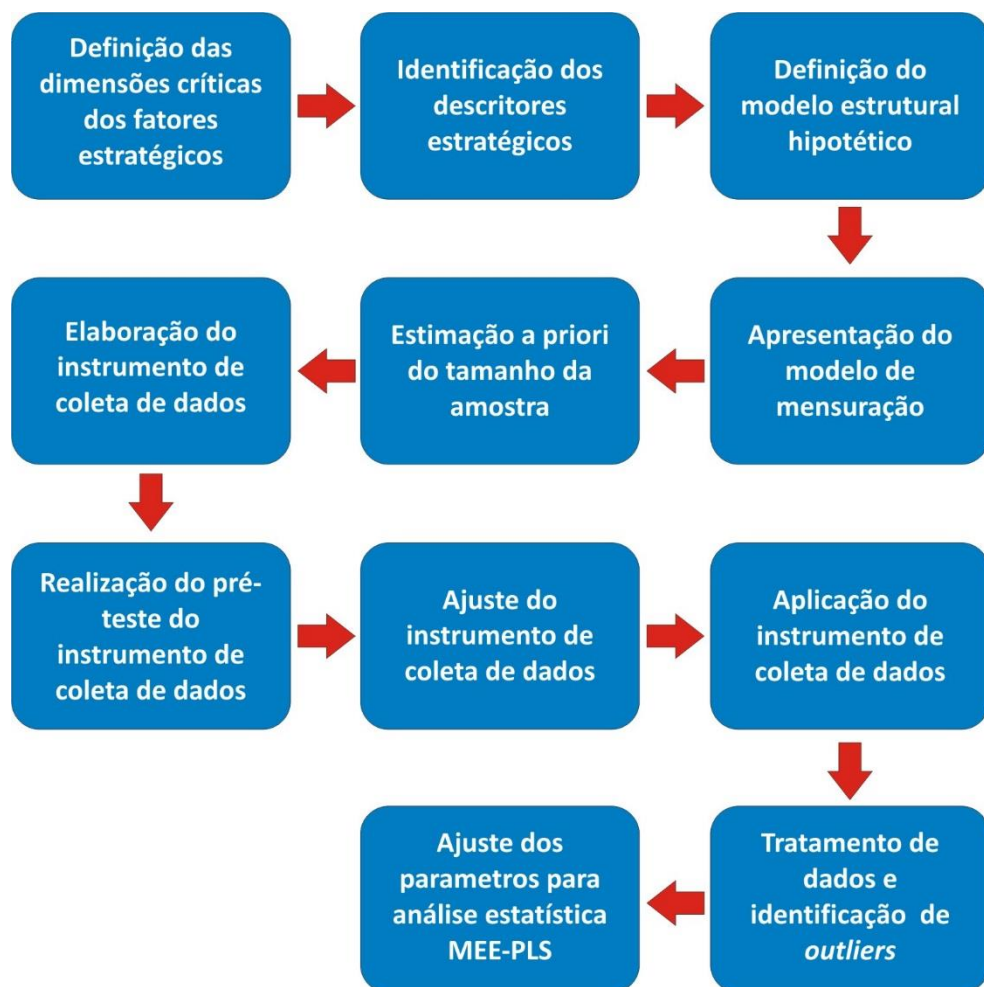 Definição das
dimensões críticas
dos fatores
estratégicos
Identificação dos
descritores
estratégicos
Definição do
modelo estrutural
hipotético
Apresentação do
modelo de
mensuração
Estimação a priori
do tamanho da
amostra
Elaboração do
instrumento de
coleta de dados
Realização do pré-
teste do
instrumento de
coleta de dados
Ajuste do
instrumento de
coleta de dados
Aplicação do
instrumento de
coleta de dados
Tratamento de
dados e
identificação de
outliers
Ajuste dos
parametros para
análise estatística
MEE-PLS